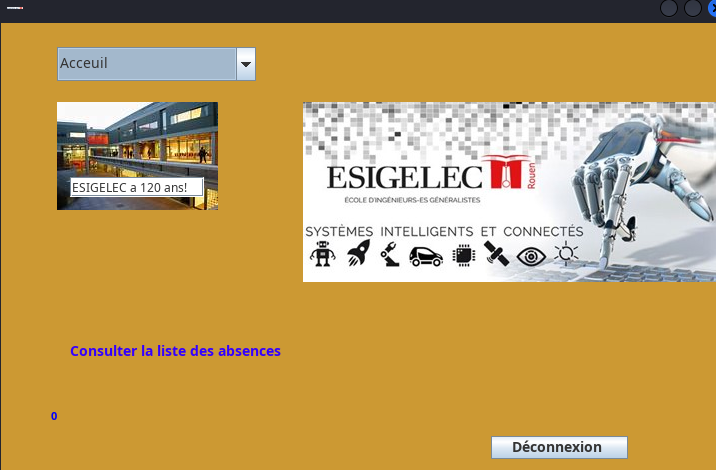 Acceuil
ESIGELEC a 120 ans!
ESIGELEC Rouen
ÉCOLE D'INGÉNIEURS-ES GÉNÉRALISTES
SYSTÈMES INTELLIGENTS ET CONNECTÉS
Consulter la liste des absences
0
Déconnexion